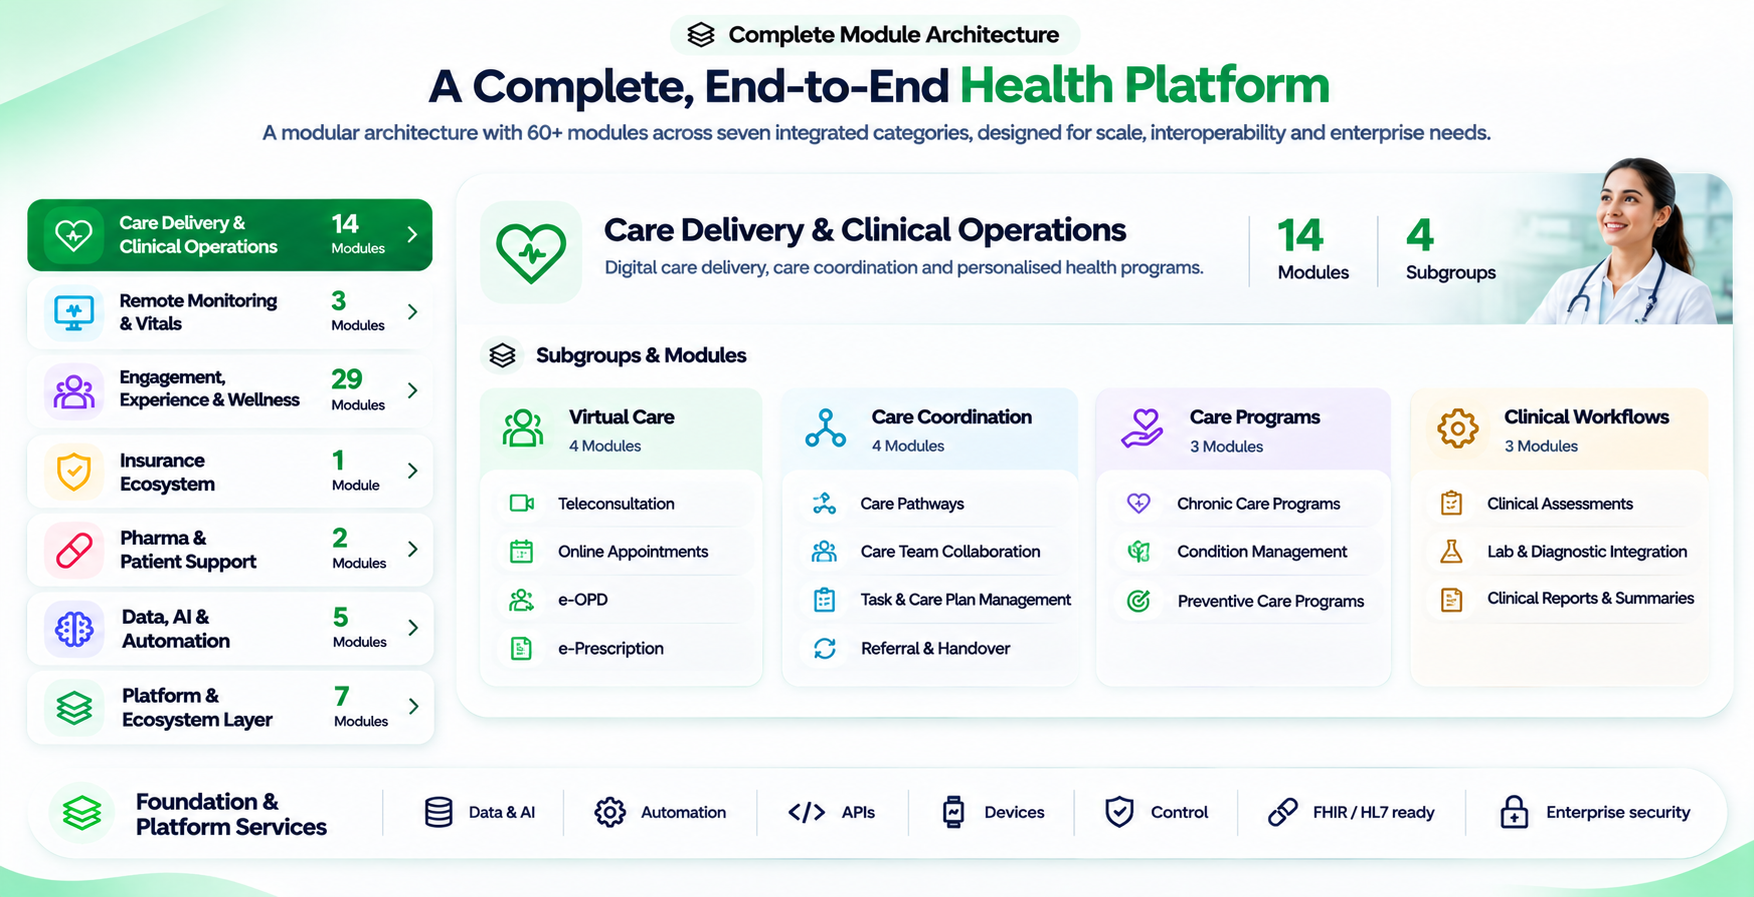 Complete Module Architecture
A Complete, End-to-End Health Platform
A modular architecture with 60+ modules across seven integrated categories, designed for scale, interoperability and enterprise needs.
Care Delivery &
Clinical Operations
14
Modules
Remote Monitoring
& Vitals
3
Modules
Engagement,
Experience & Wellness
29
Modules
Insurance
Ecosystem
1
Module
Pharma &
Patient Support
2
Modules
Data, AI &
Automation
5
Modules
Platform &
Ecosystem Layer
7
Modules
Care Delivery & Clinical Operations
Digital care delivery, care coordination and personalised health programs.
14
Modules
4
Subgroups
Subgroups & Modules
Virtual Care
4 Modules
Teleconsultation
Online Appointments
e-OPD
e-Prescription
Care Coordination
4 Modules
Care Pathways
Care Team Collaboration
Task & Care Plan Management
Referral & Handover
Care Programs
3 Modules
Chronic Care Programs
Condition Management
Preventive Care Programs
Clinical Workflows
3 Modules
Clinical Assessments
Lab & Diagnostic Integration
Clinical Reports & Summaries
Foundation &
Platform Services
Data & AI
Automation
APIs
Devices
Control
FHIR / HL7 ready
Enterprise security